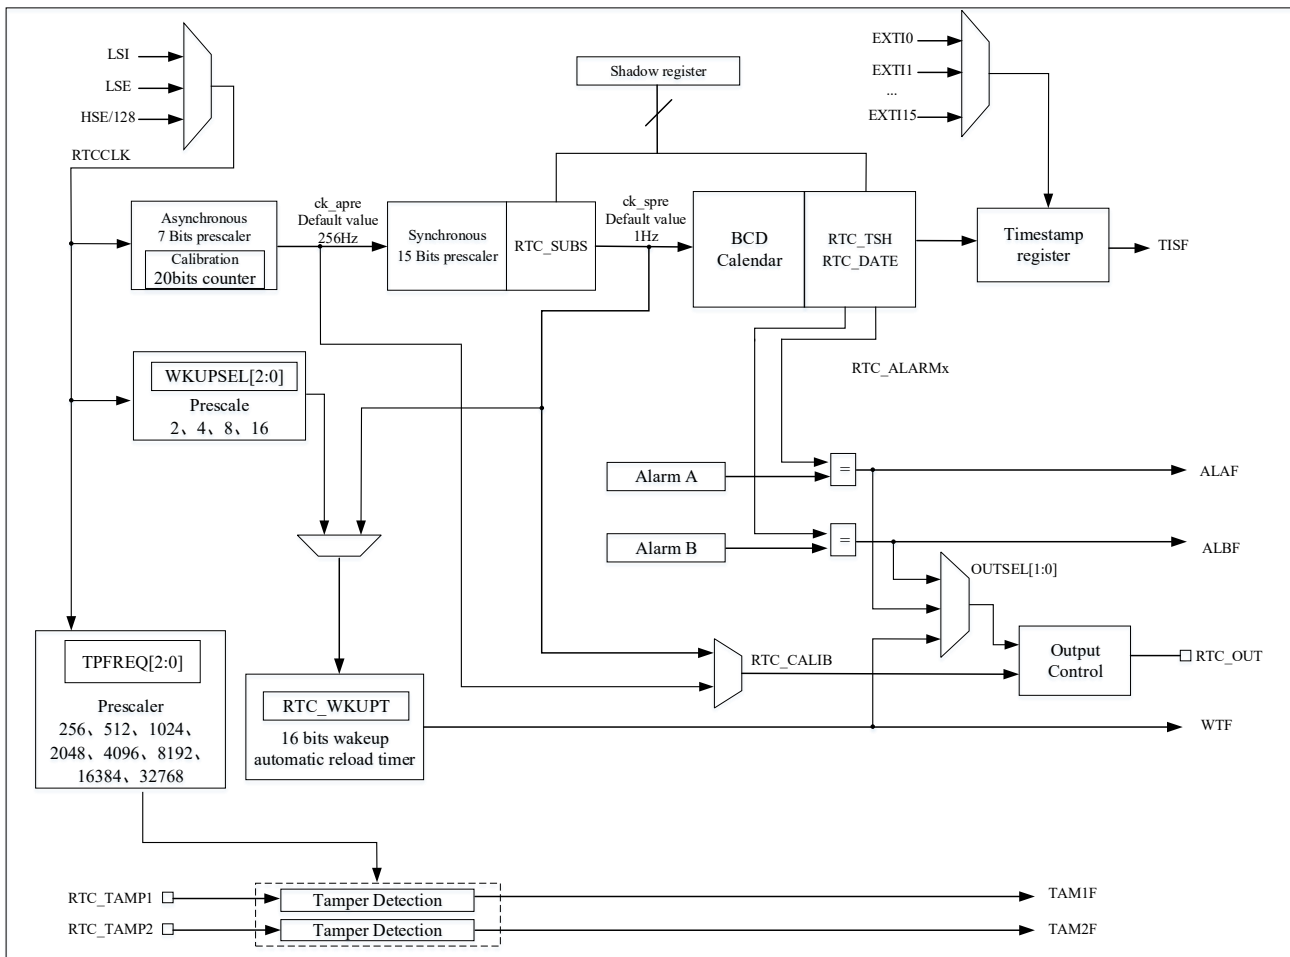 LSI
LSE
HSE/128
RTCCLK
Shadow register
EXTI0
EXTI1
...
EXTI15
Asynchronous
7 Bits prescaler
Calibration
20bits counter
ck_apre
Default value
256Hz
Synchronous
15 Bits prescaler
RTC_SUBS
ck_spre
Default value
1Hz
BCD
Calendar
RTC_TSH
RTC_DATE
Timestamp
register
TISF
WKUPSEL[2:0]
Prescale
2、4、8、16
RTC_ALARMx
Alarm A
=
ALAF
Alarm B
=
ALBF
OUTSEL[1:0]
TPFREQ[2:0]
Prescaler
256、512、1024、
2048、4096、8192、
16384、32768
RTC_WKUPT
16 bits wakeup
automatic reload timer
RTC_CALIB
Output
Control
RTC_OUT
WTF
RTC_TAMP1
Tamper Detection
TAM1F
RTC_TAMP2
Tamper Detection
TAM2F